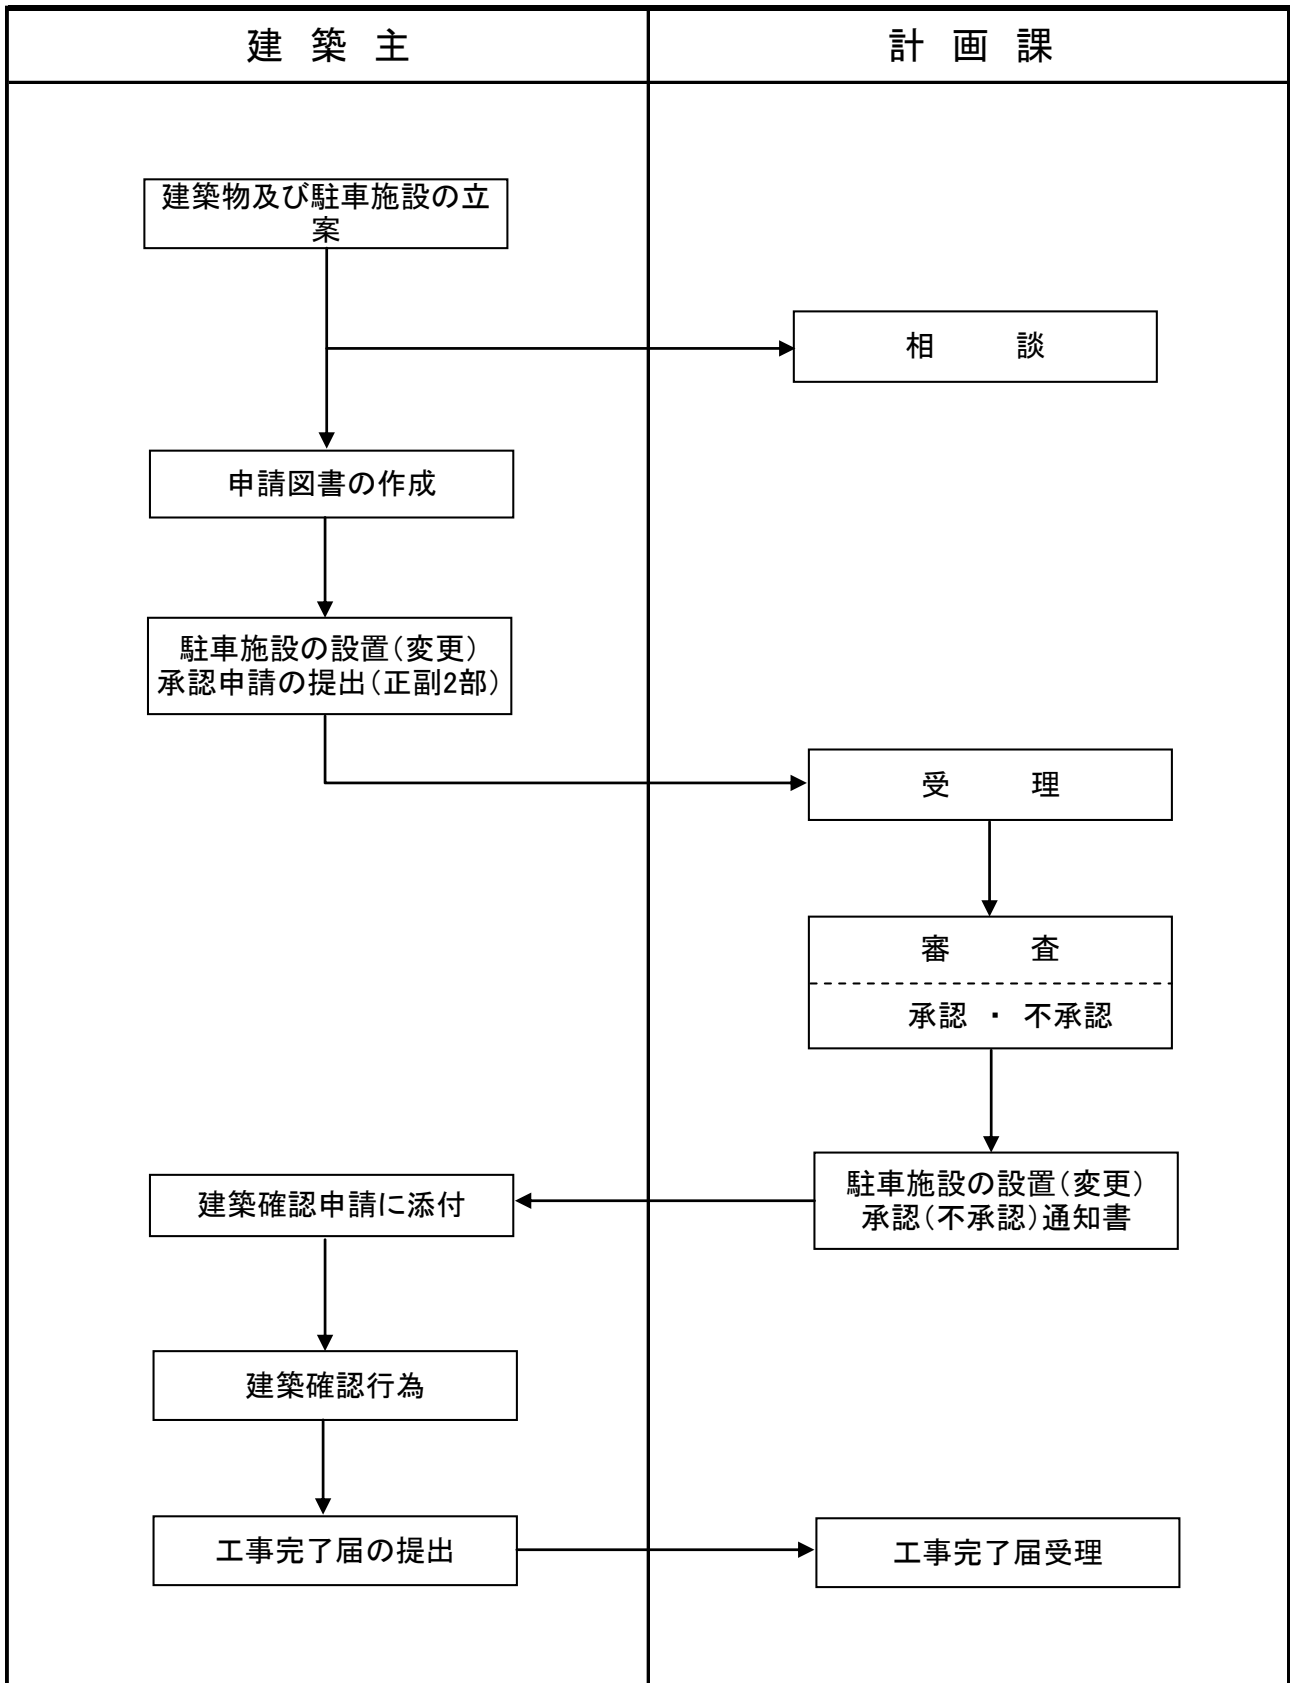 建 築 主
計 画 課
建築物及び駐車施設の立
案
相 談
申請図書の作成
駐車施設の設置（変更）
承認申請の提出（正副2部）
受 理
審 査
承認 ・ 不承認
駐車施設の設置（変更）
承認（不承認）通知書
建築確認申請に添付
建築確認行為
工事完了届の提出
工事完了届受理